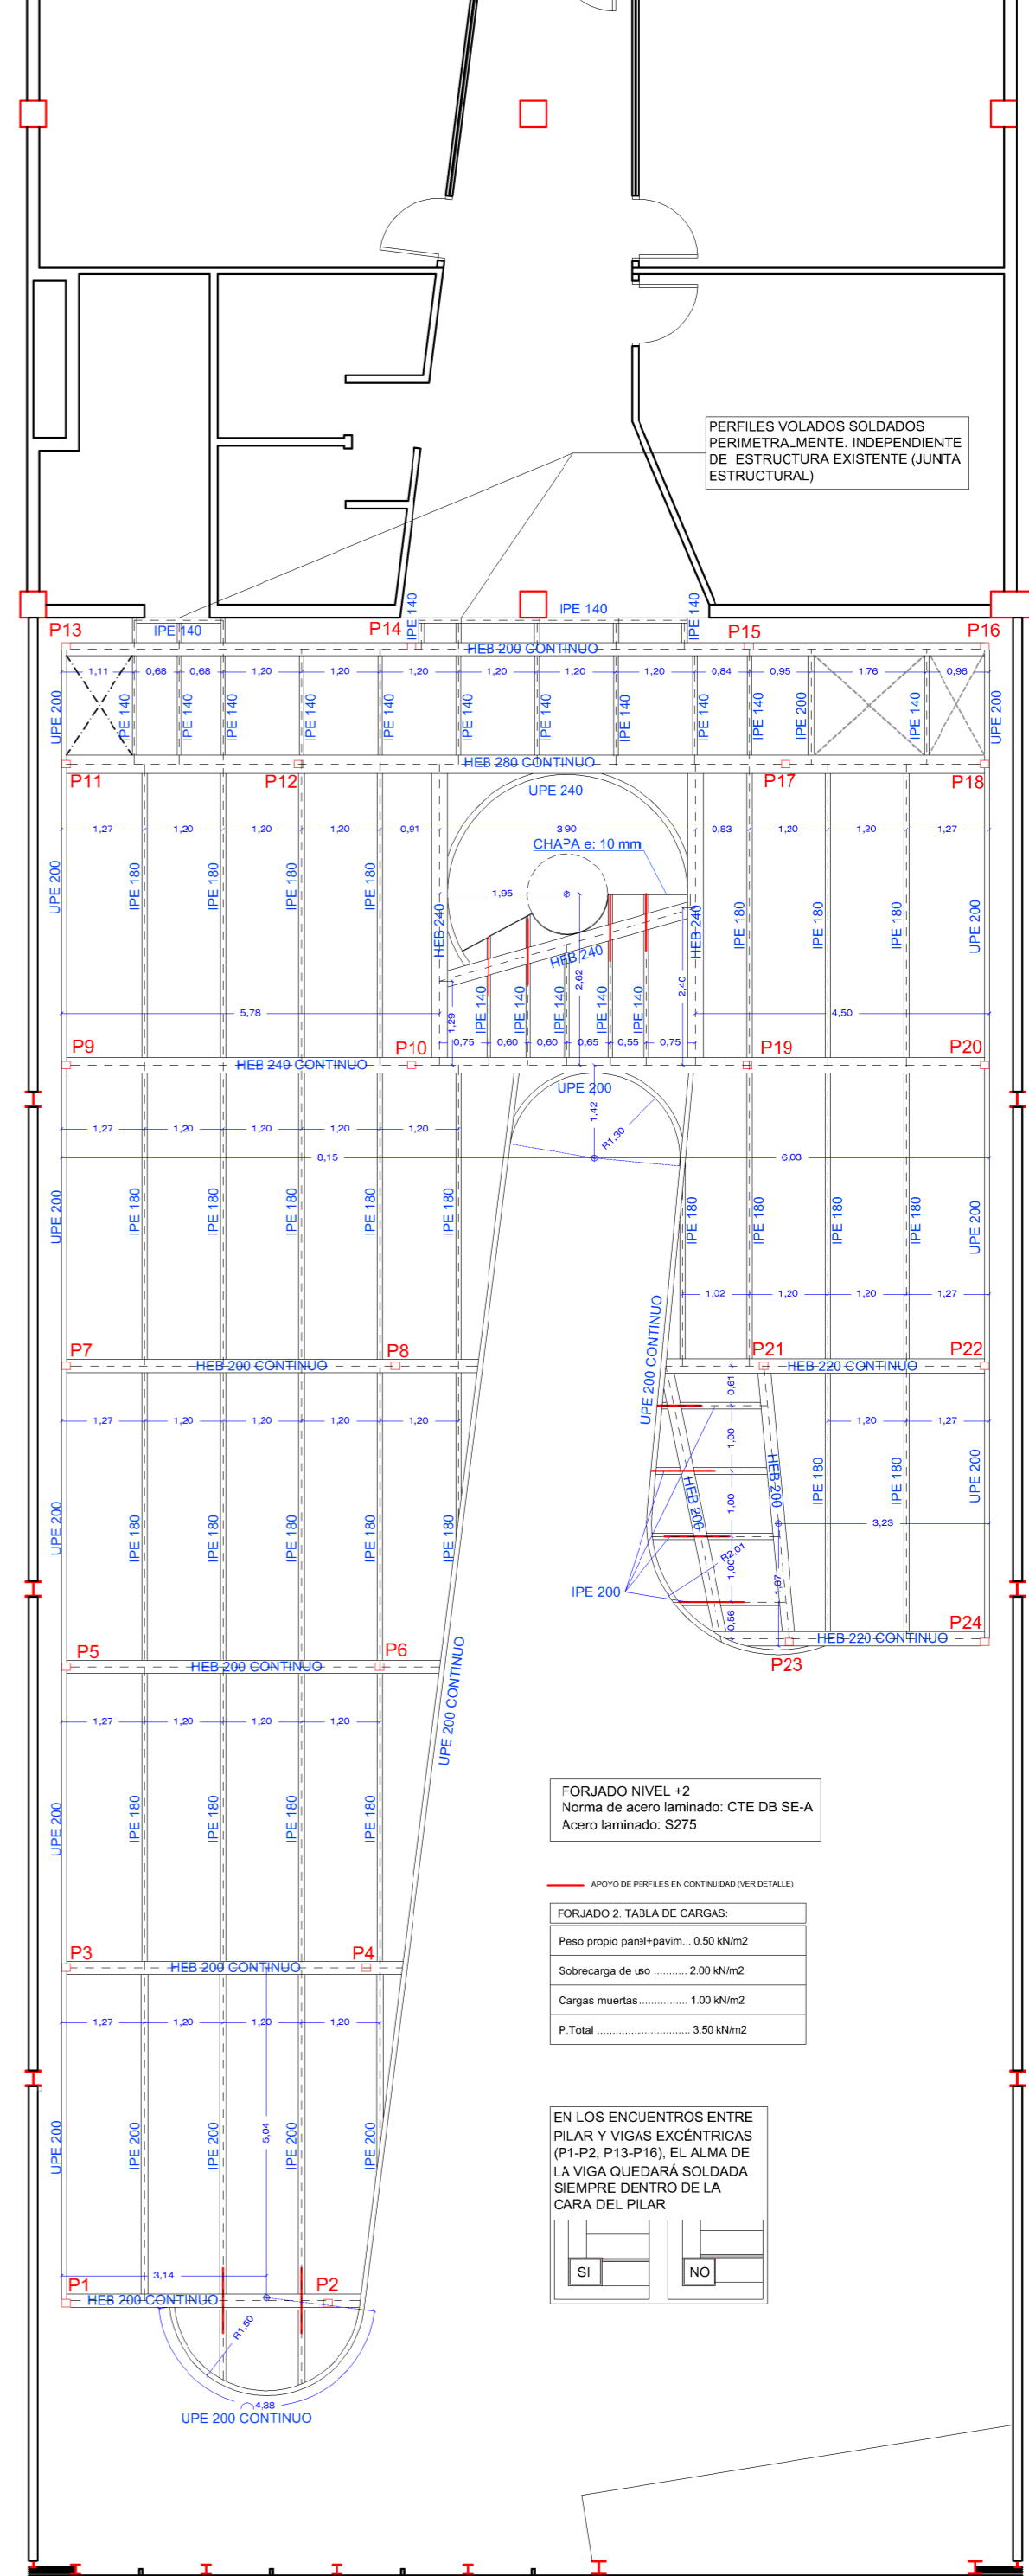 PERFILES VOLADOS SOLDADOS
PERIMETRALMENTE. INDEPENDIENTE
DE ESTRUCTURA EXISTENTE (JUNTA
ESTRUCTURAL)
IPE 140
IPE 140
IPE 140
P13
IPE 140
P14
P15
P16
HEB 200 CONTINUO
1,11
0,68
0,68
1,20
1,20
1,20
1,20
1,20
1,20
0,84
0,95
1.76
0,96
UPE 200
IPE 140
IPE 140
IPE 140
IPE 140
IPE 140
IPE 140
IPE 140
IPE 140
IPE 140
IPE 140
IPE 200
IPE 140
UPE 200
HEB 280 CONTINUO
P11
P12
P17
P18
UPE 240
1,27
1,20
1,20
1,20
0,91
3 90
0,83
1,20
1,20
1,27
CHAPA e: 10 mm
UPE 200
IPE 180
IPE 180
IPE 180
IPE 180
1,95
HEB 240
HEB 240
HEB 240
IPE 180
IPE 180
IPE 180
UPE 200
2,62
2,40
5,78
1,29
IPE 140
IPE 140
IPE 140
IPE 140
IPE 140
4,50
0,75
0,60
0,60
0,65
0,55
0,75
P9
P10
P19
P20
HEB 240 CONTINUO
UPE 200
1,42
R1,30
1,27
1,20
1,20
1,20
1,20
8,15
6,03
UPE 200
IPE 180
IPE 180
IPE 180
IPE 180
IPE 180
IPE 180
IPE 180
IPE 180
IPE 180
UPE 200
1,02
1,20
1,20
1,27
UPE 200 CONTINUO
P7
P8
P21
P22
HEB 200 CONTINUO
HEB 220 CONTINUO
0,61
1,27
1,20
1,20
1,20
1,20
1,00
1,20
1,27
UPE 200
IPE 180
IPE 180
IPE 180
IPE 180
IPE 180
HEB 200
HEB 200
1,00
IPE 180
IPE 180
UPE 200
3,23
R2,01
1,00
1,87
IPE 200
0,56
P24
HEB 220 CONTINUO
P23
P5
P6
HEB 200 CONTINUO
UPE 200 CONTINUO
1,27
1,20
1,20
1,20
UPE 200
IPE 180
IPE 180
IPE 180
IPE 180
FORJADO NIVEL +2
Norma de acero laminado: CTE DB SE-A
Acero laminado: S275
APOYO DE PERFILES EN CONTINUIDAD (VER DETALLE)
FORJADO 2. TABLA DE CARGAS:
Peso propio panel+pavim... 0.50 kN/m2
Sobrecarga de uso ........... 2.00 kN/m2
Cargas muertas................ 1.00 kN/m2
P.Total .............................. 3.50 kN/m2
P3
P4
HEB 200 CONTINUO
1,27
1,20
1,20
1,20
5,04
UPE 200
IPE 200
IPE 200
IPE 200
IPE 200
EN LOS ENCUENTROS ENTRE
PILAR Y VIGAS EXCÉNTRICAS
(P1-P2, P13-P16), EL ALMA DE
LA VIGA QUEDARÁ SOLDADA
SIEMPRE DENTRO DE LA
CARA DEL PILAR
SI
NO
3,14
P1
P2
HEB 200 CONTINUO
R1,50
4,38
UPE 200 CONTINUO